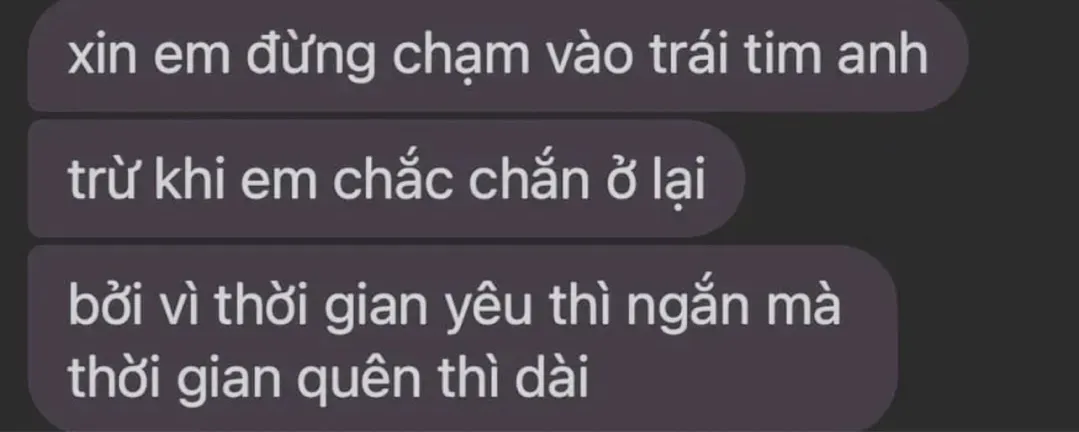 xin em đừng chạm vào trái tim anh
trừ khi em chắc chắn ở lại
bởi vì thời gian yêu thì ngắn mà
thời gian quên thì dài